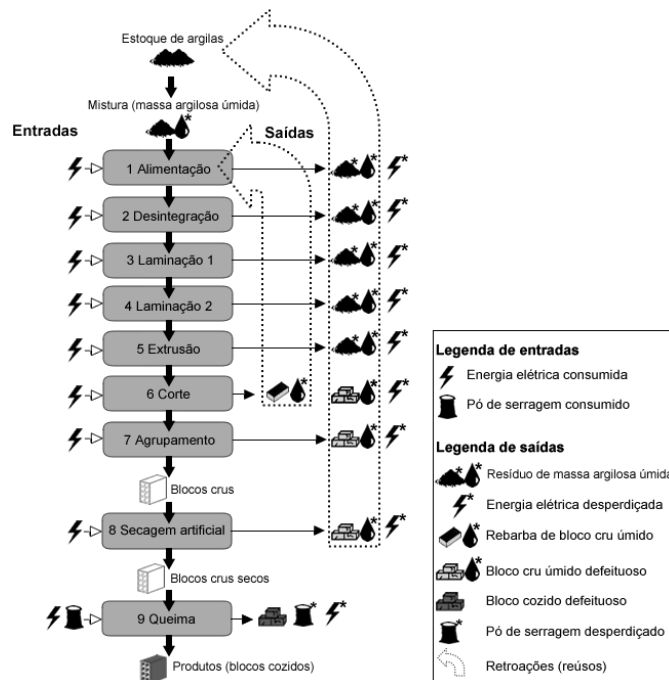 Estoque de argilas
Mistura (massa argilosa úmida)
Entradas
Saídas
1 Alimentação
2 Desintegração
3 Laminação 1
4 Laminação 2
5 Extrusão
6 Corte
7 Agrupamento
Blocos crus
8 Secagem artificial
Blocos crus secos
9 Queima
Produtos (blocos cozidos)
Legenda de entradas
Energia elétrica consumida
Pó de serragem consumido
Legenda de saídas
Resíduo de massa argilosa úmida
Energia elétrica desperdiçada
Rebarba de bloco cru úmido
Bloco cru úmido defeituoso
Bloco cozido defeituoso
Pó de serragem desperdiçado
Retroações (reúsos)